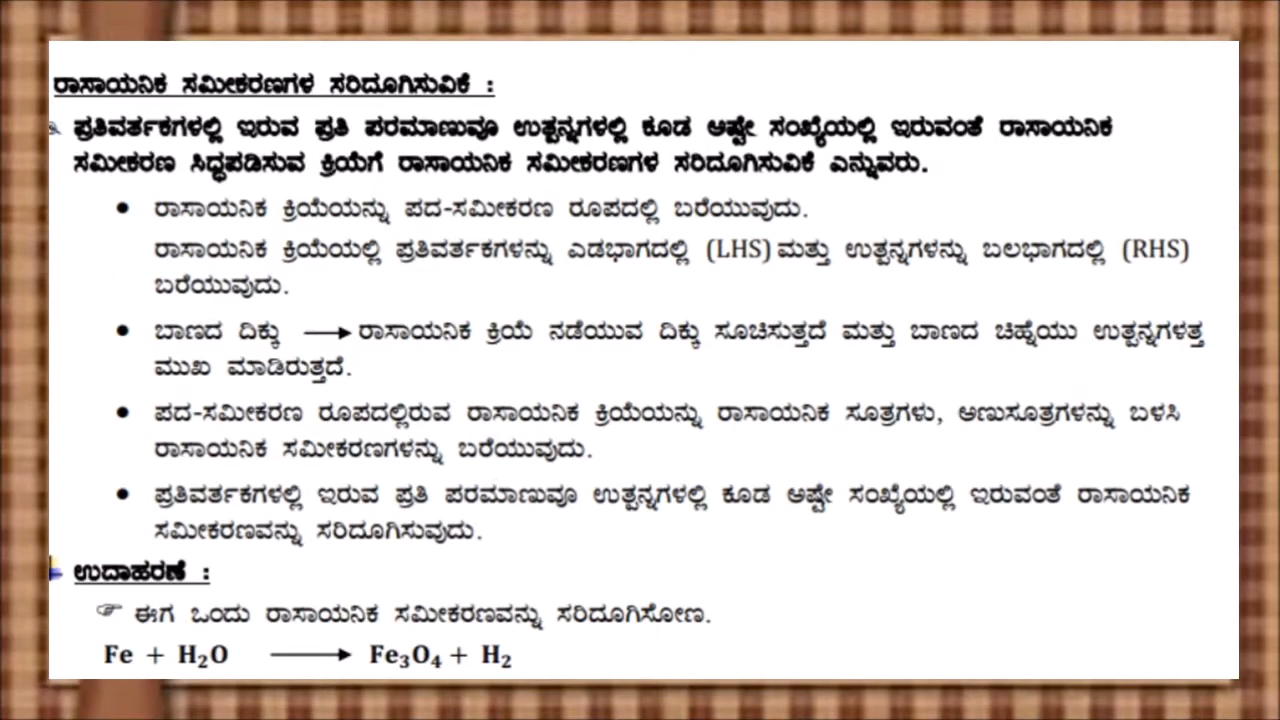 ರಾಸಾಯನಿಕ ಸಮೀಕರಣಗಳ ಸರಿದೂಗಿಸುವಿಕೆ :
ಪ್ರತಿವರ್ತಕಗಳಲ್ಲಿ ಇರುವ ಪ್ರತಿ ಪರಮಾಣುವೂ ಉತ್ಪನ್ನಗಳಲ್ಲಿ ಕೂಡ ಅಷ್ಟೇ ಸಂಖ್ಯೆಯಲ್ಲಿ ಇರುವಂತೆ ರಾಸಾಯನಿಕ
ಸಮೀಕರಣ ಸಿದ್ಧಪಡಿಸುವ ಕ್ರಿಯೆಗೆ ರಾಸಾಯನಿಕ ಸಮೀಕರಣಗಳ ಸರಿದೂಗಿಸುವಿಕೆ ಎನ್ನುವರು.
• ರಾಸಾಯನಿಕ ಕ್ರಿಯೆಯನ್ನು ಪದ-ಸಮೀಕರಣ ರೂಪದಲ್ಲಿ ಬರೆಯುವುದು.
ರಾಸಾಯನಿಕ ಕ್ರಿಯೆಯಲ್ಲಿ ಪ್ರತಿವರ್ತಕಗಳನ್ನು ಎಡಭಾಗದಲ್ಲಿ (LHS) ಮತ್ತು ಉತ್ಪನ್ನಗಳನ್ನು ಬಲಭಾಗದಲ್ಲಿ (RHS)
ಬರೆಯುವುದು.
• ಬಾಣದ ದಿಕ್ಕು ⟶ ರಾಸಾಯನಿಕ ಕ್ರಿಯೆ ನಡೆಯುವ ದಿಕ್ಕು ಸೂಚಿಸುತ್ತದೆ ಮತ್ತು ಬಾಣದ ಚಿಹ್ನೆಯು ಉತ್ಪನ್ನಗಳತ್ತ
ಮುಖ ಮಾಡಿರುತ್ತದೆ.
• ಪದ-ಸಮೀಕರಣ ರೂಪದಲ್ಲಿರುವ ರಾಸಾಯನಿಕ ಕ್ರಿಯೆಯನ್ನು ರಾಸಾಯನಿಕ ಸೂತ್ರಗಳು, ಅಣುಸೂತ್ರಗಳನ್ನು ಬಳಸಿ
ರಾಸಾಯನಿಕ ಸಮೀಕರಣಗಳನ್ನು ಬರೆಯುವುದು.
• ಪ್ರತಿವರ್ತಕಗಳಲ್ಲಿ ಇರುವ ಪ್ರತಿ ಪರಮಾಣುವೂ ಉತ್ಪನ್ನಗಳಲ್ಲಿ ಕೂಡ ಅಷ್ಟೇ ಸಂಖ್ಯೆಯಲ್ಲಿ ಇರುವಂತೆ ರಾಸಾಯನಿಕ
ಸಮೀಕರಣವನ್ನು ಸರಿದೂಗಿಸುವುದು.
ಉದಾಹರಣೆ :
☞ ಈಗ ಒಂದು ರಾಸಾಯನಿಕ ಸಮೀಕರಣವನ್ನು ಸರಿದೂಗಿಸೋಣ.
Fe + H₂O ⟶ Fe₃O₄ + H₂